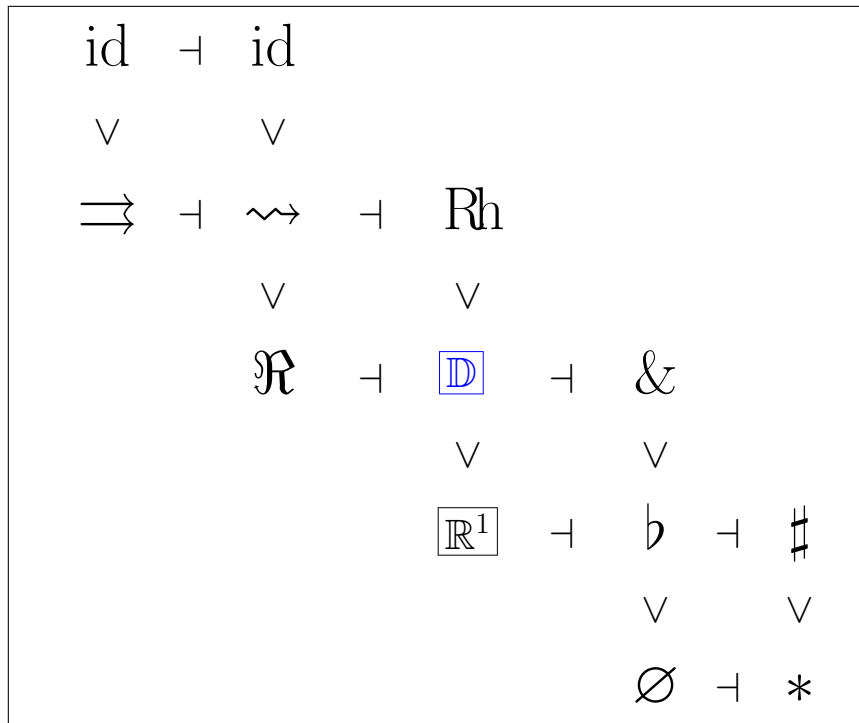 id ⊣ id
∨ ∨
⇉ ⊣ ⇝ ⊣ Rh
∨ ∨
ℜ ⊣ 𝔻 ⊣ &
∨ ∨
ℝ¹ ⊣ ♭ ⊣ ♯
∨ ∨
∅ ⊣ *